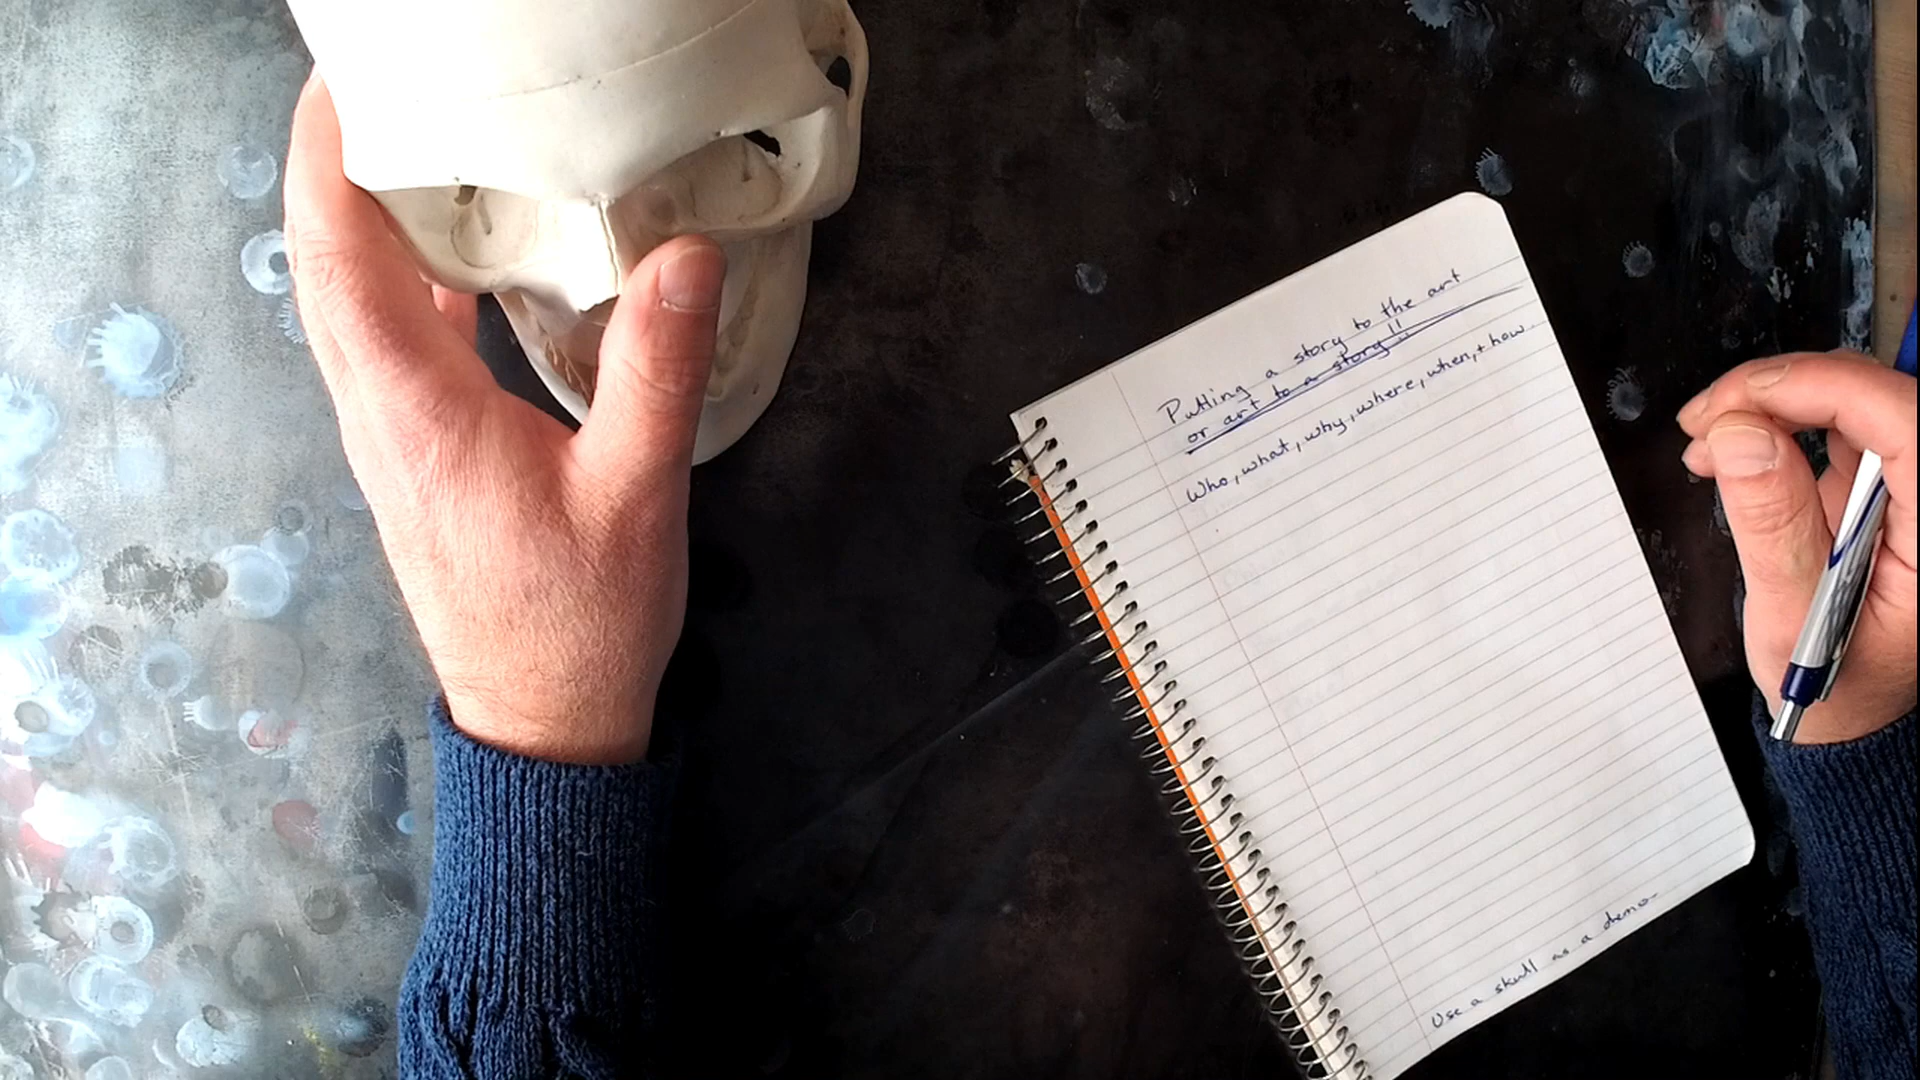 Putting a story to the art
or art to a story!!
Who, what, why, where, when, + how.
Use a skull as a demo-